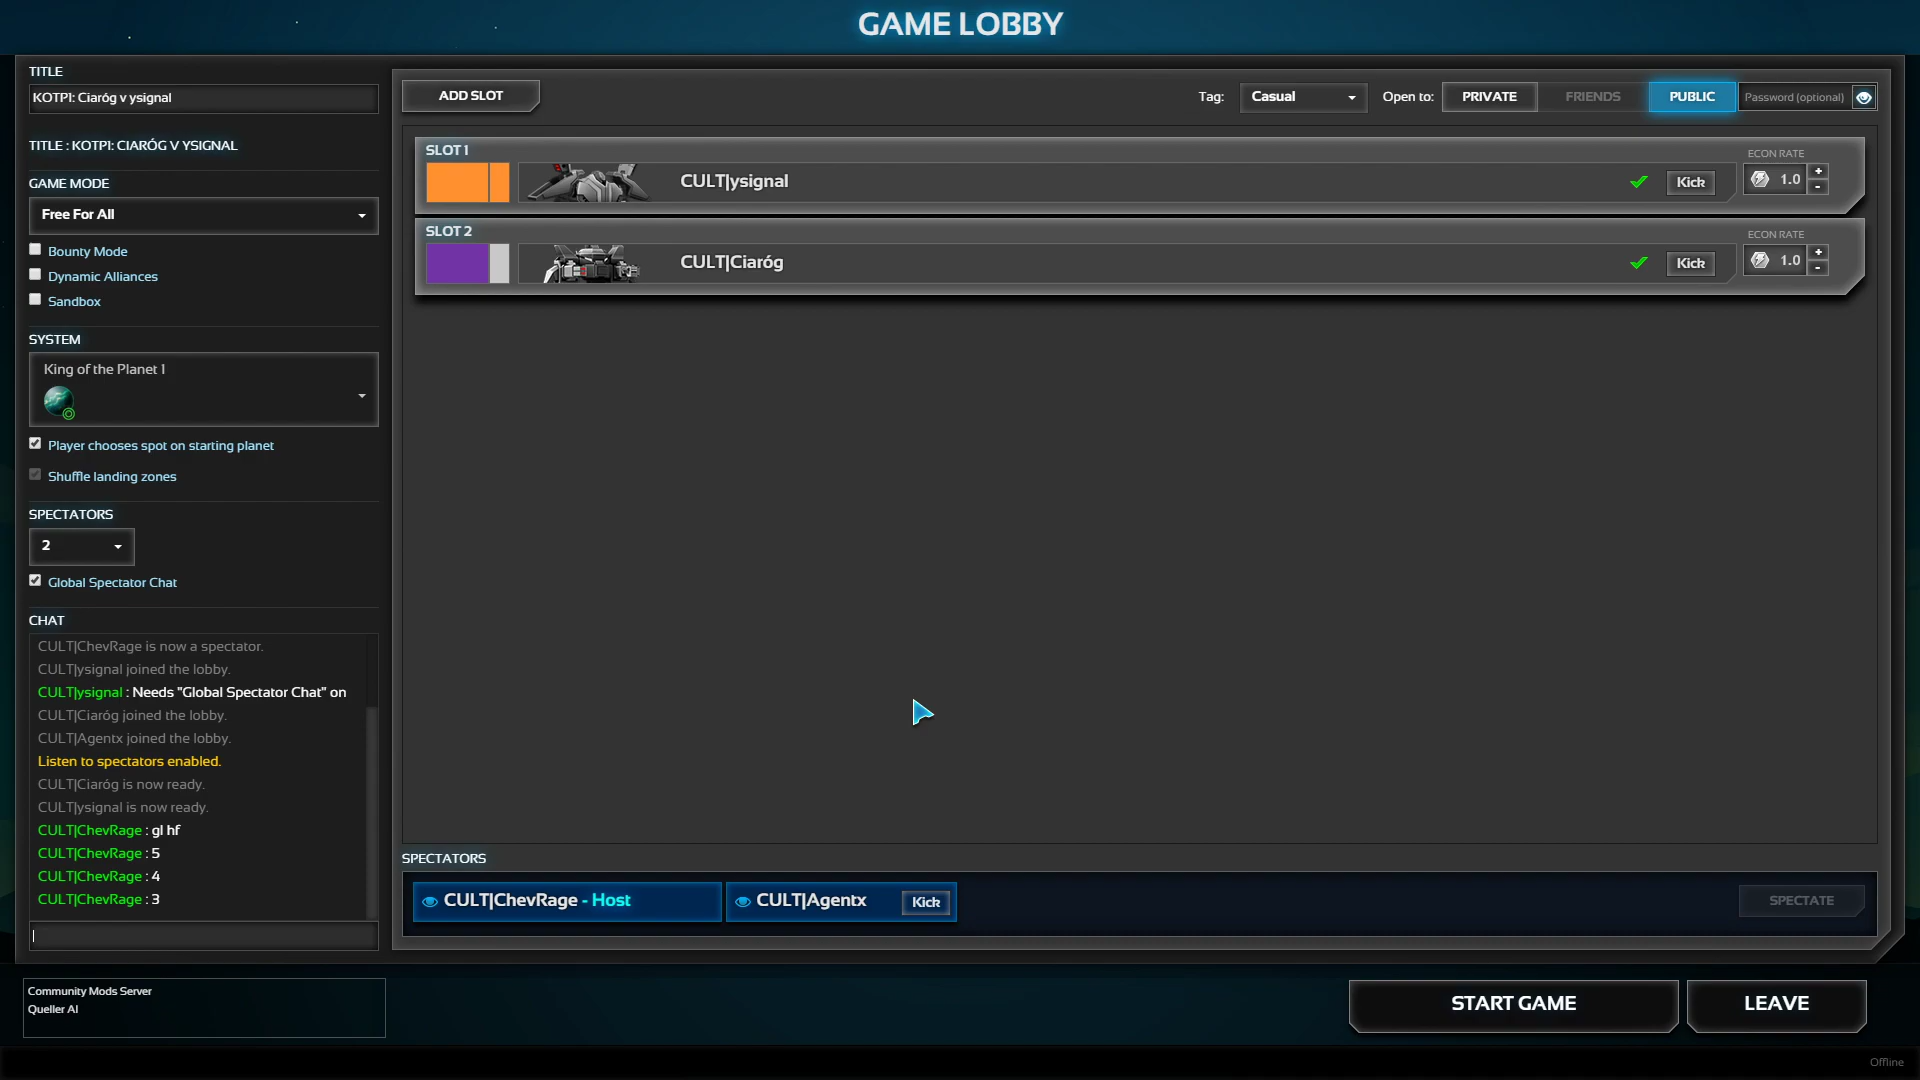 GAME LOBBY
TITLE
KOTP1: Ciaróg v ysignal
TITLE : KOTP1: CIARÓG V YSIGNAL
GAME MODE
Free For All
Bounty Mode
Dynamic Alliances
Sandbox
SYSTEM
King of the Planet 1
Player chooses spot on starting planet
Shuffle landing zones
SPECTATORS
2
Global Spectator Chat
CHAT
CULT|ChevRage is now a spectator.
CULT|ysignal joined the lobby.
CULT|ysignal : Needs "Global Spectator Chat" on
CULT|Ciaróg joined the lobby.
CULT|Agentx joined the lobby.
Listen to spectators enabled.
CULT|Ciaróg is now ready.
CULT|ysignal is now ready.
CULT|ChevRage : gl hf
CULT|ChevRage : 5
CULT|ChevRage : 4
CULT|ChevRage : 3
ADD SLOT
Tag: Casual Open to: PRIVATE FRIENDS PUBLIC Password (optional)
SLOT 1
CULT|ysignal Kick
ECON RATE
1.0 + -
SLOT 2
CULT|Ciaróg Kick
ECON RATE
1.0 + -
SPECTATORS
CULT|ChevRage - Host CULT|Agentx Kick SPECTATE
Community Mods Server
Queller AI
START GAME LEAVE
Offline